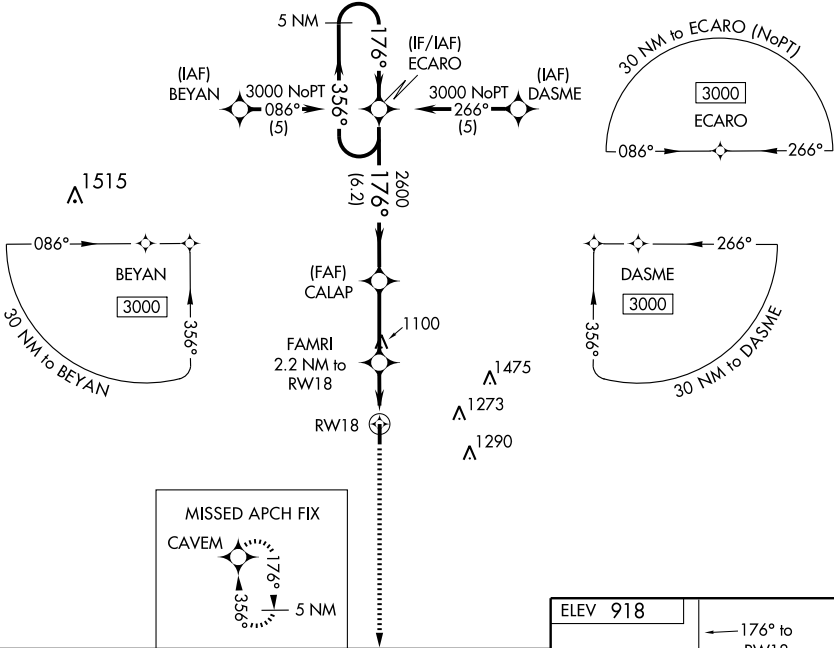 5 NM
176°
356°
(IF/IAF)
ECARO
(IAF)
BEYAN
3000 NoPT
086°
(5)
3000 NoPT
266°
(5)
(IAF)
DASME
30 NM to ECARO (NoPT)
3000
ECARO
086°
266°
1515
2600
176°
(6.2)
086°
BEYAN
3000
356°
30 NM to BEYAN
(FAF)
CALAP
266°
DASME
3000
356°
30 NM to DASME
1100
FAMRI
2.2 NM to
RW18
1475
1273
1290
RW18
MISSED APCH FIX
CAVEM
176°
356°
5 NM
ELEV 918
176° to
RW18